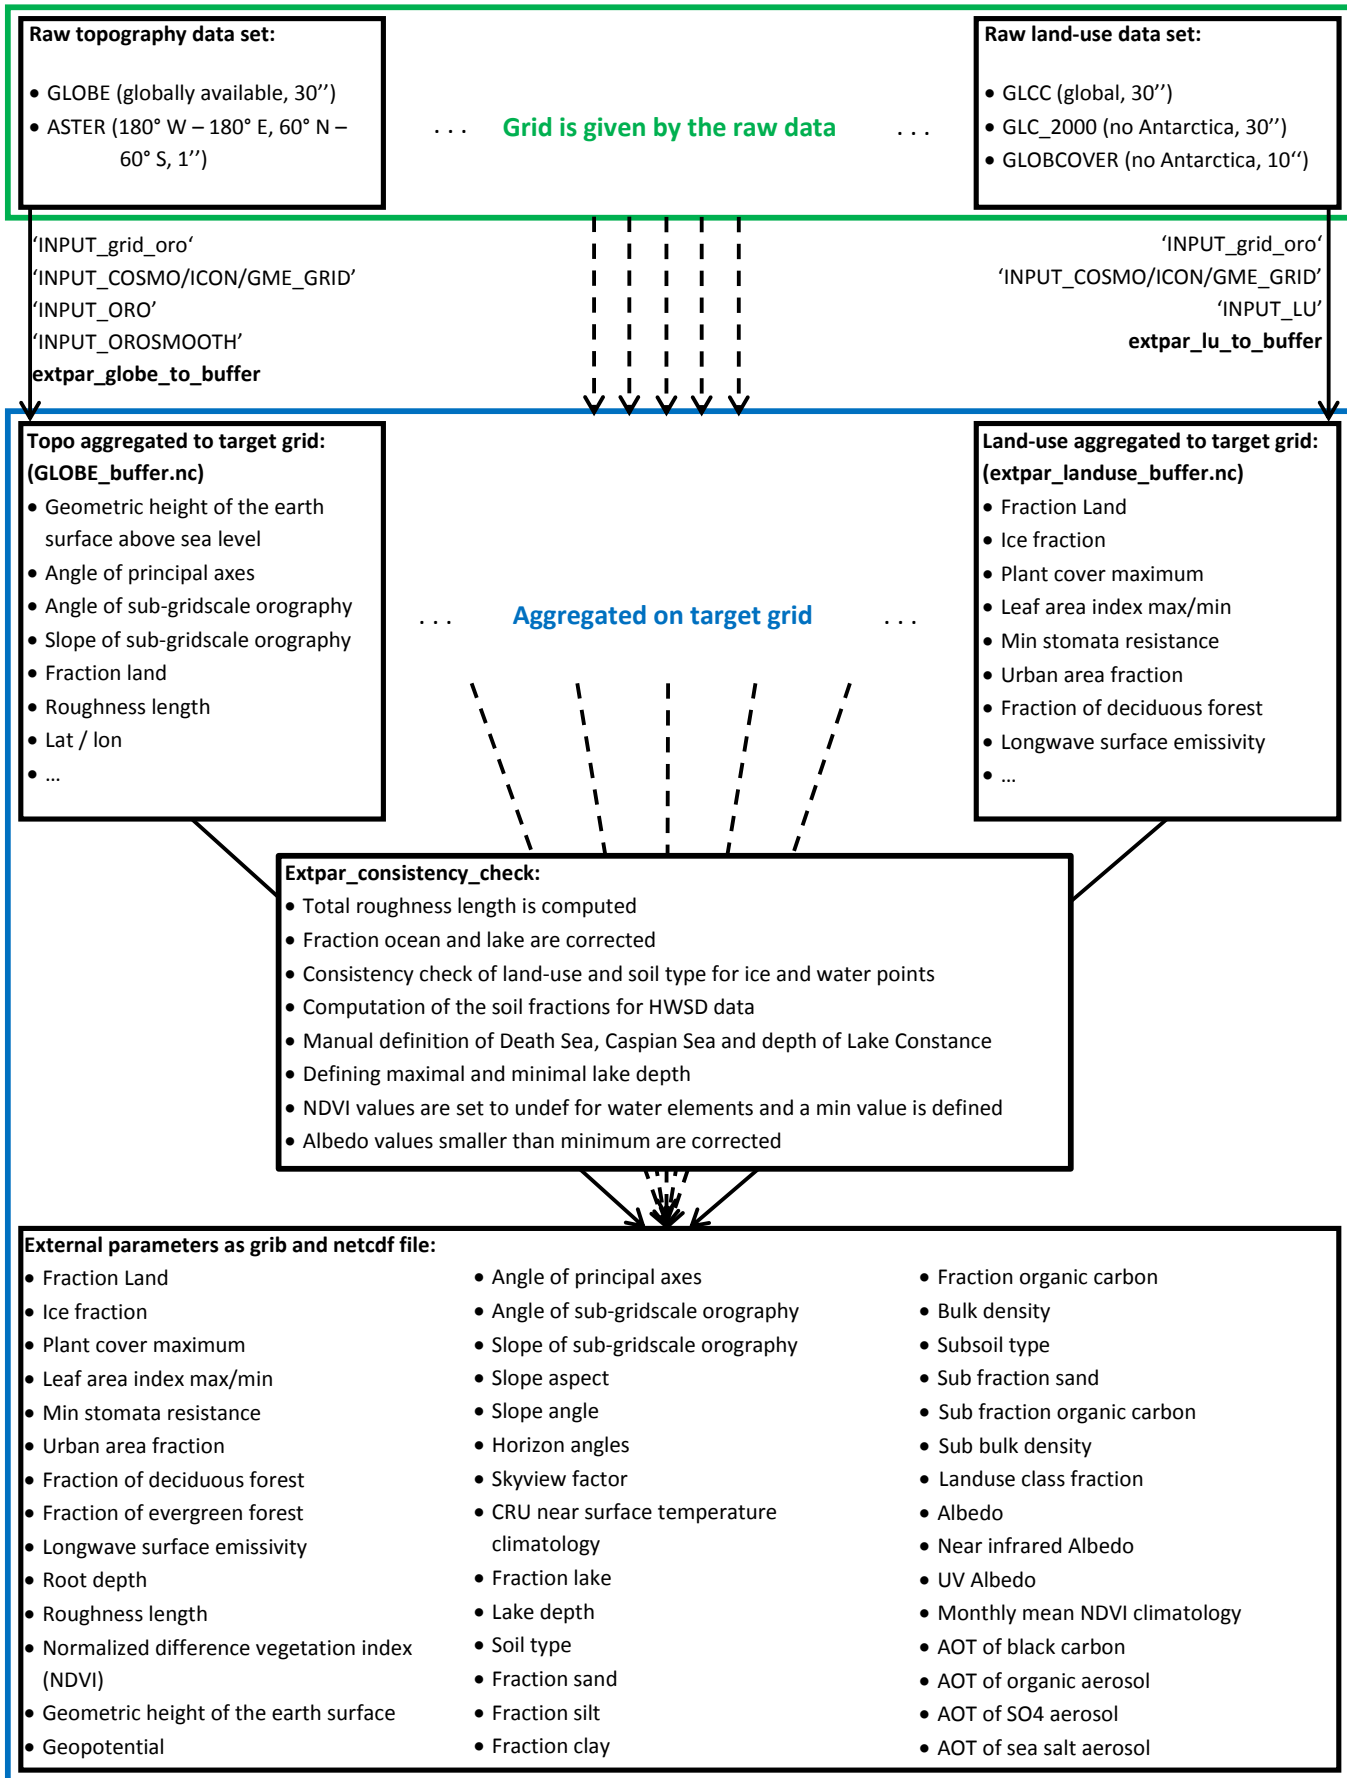 Raw topography data set:
• GLOBE (globally available, 30’’)
• ASTER (180° W – 180° E, 60° N –
60° S, 1’’)
. . . Grid is given by the raw data . . .
Raw land-use data set:
• GLCC (global, 30’’)
• GLC_2000 (no Antarctica, 30’’)
• GLOBCOVER (no Antarctica, 10‘‘)
‘INPUT_grid_oro‘
‘INPUT_COSMO/ICON/GME_GRID’
‘INPUT_ORO’
‘INPUT_OROSMOOTH’
extpar_globe_to_buffer
‘INPUT_grid_oro‘
‘INPUT_COSMO/ICON/GME_GRID’
‘INPUT_LU’
extpar_lu_to_buffer
Topo aggregated to target grid:
(GLOBE_buffer.nc)
• Geometric height of the earth
surface above sea level
• Angle of principal axes
• Angle of sub-gridscale orography
• Slope of sub-gridscale orography
• Fraction land
• Roughness length
• Lat / lon
• ...
. . . Aggregated on target grid . . .
Land-use aggregated to target grid:
(extpar_landuse_buffer.nc)
• Fraction Land
• Ice fraction
• Plant cover maximum
• Leaf area index max/min
• Min stomata resistance
• Urban area fraction
• Fraction of deciduous forest
• Longwave surface emissivity
• ...
Extpar_consistency_check:
• Total roughness length is computed
• Fraction ocean and lake are corrected
• Consistency check of land-use and soil type for ice and water points
• Computation of the soil fractions for HWSD data
• Manual definition of Death Sea, Caspian Sea and depth of Lake Constance
• Defining maximal and minimal lake depth
• NDVI values are set to undef for water elements and a min value is defined
• Albedo values smaller than minimum are corrected
External parameters as grib and netcdf file:
• Fraction Land
• Ice fraction
• Plant cover maximum
• Leaf area index max/min
• Min stomata resistance
• Urban area fraction
• Fraction of deciduous forest
• Fraction of evergreen forest
• Longwave surface emissivity
• Root depth
• Roughness length
• Normalized difference vegetation index
(NDVI)
• Geometric height of the earth surface
• Geopotential
• Angle of principal axes
• Angle of sub-gridscale orography
• Slope of sub-gridscale orography
• Slope aspect
• Slope angle
• Horizon angles
• Skyview factor
• CRU near surface temperature
climatology
• Fraction lake
• Lake depth
• Soil type
• Fraction sand
• Fraction silt
• Fraction clay
• Fraction organic carbon
• Bulk density
• Subsoil type
• Sub fraction sand
• Sub fraction organic carbon
• Sub bulk density
• Landuse class fraction
• Albedo
• Near infrared Albedo
• UV Albedo
• Monthly mean NDVI climatology
• AOT of black carbon
• AOT of organic aerosol
• AOT of SO4 aerosol
• AOT of sea salt aerosol